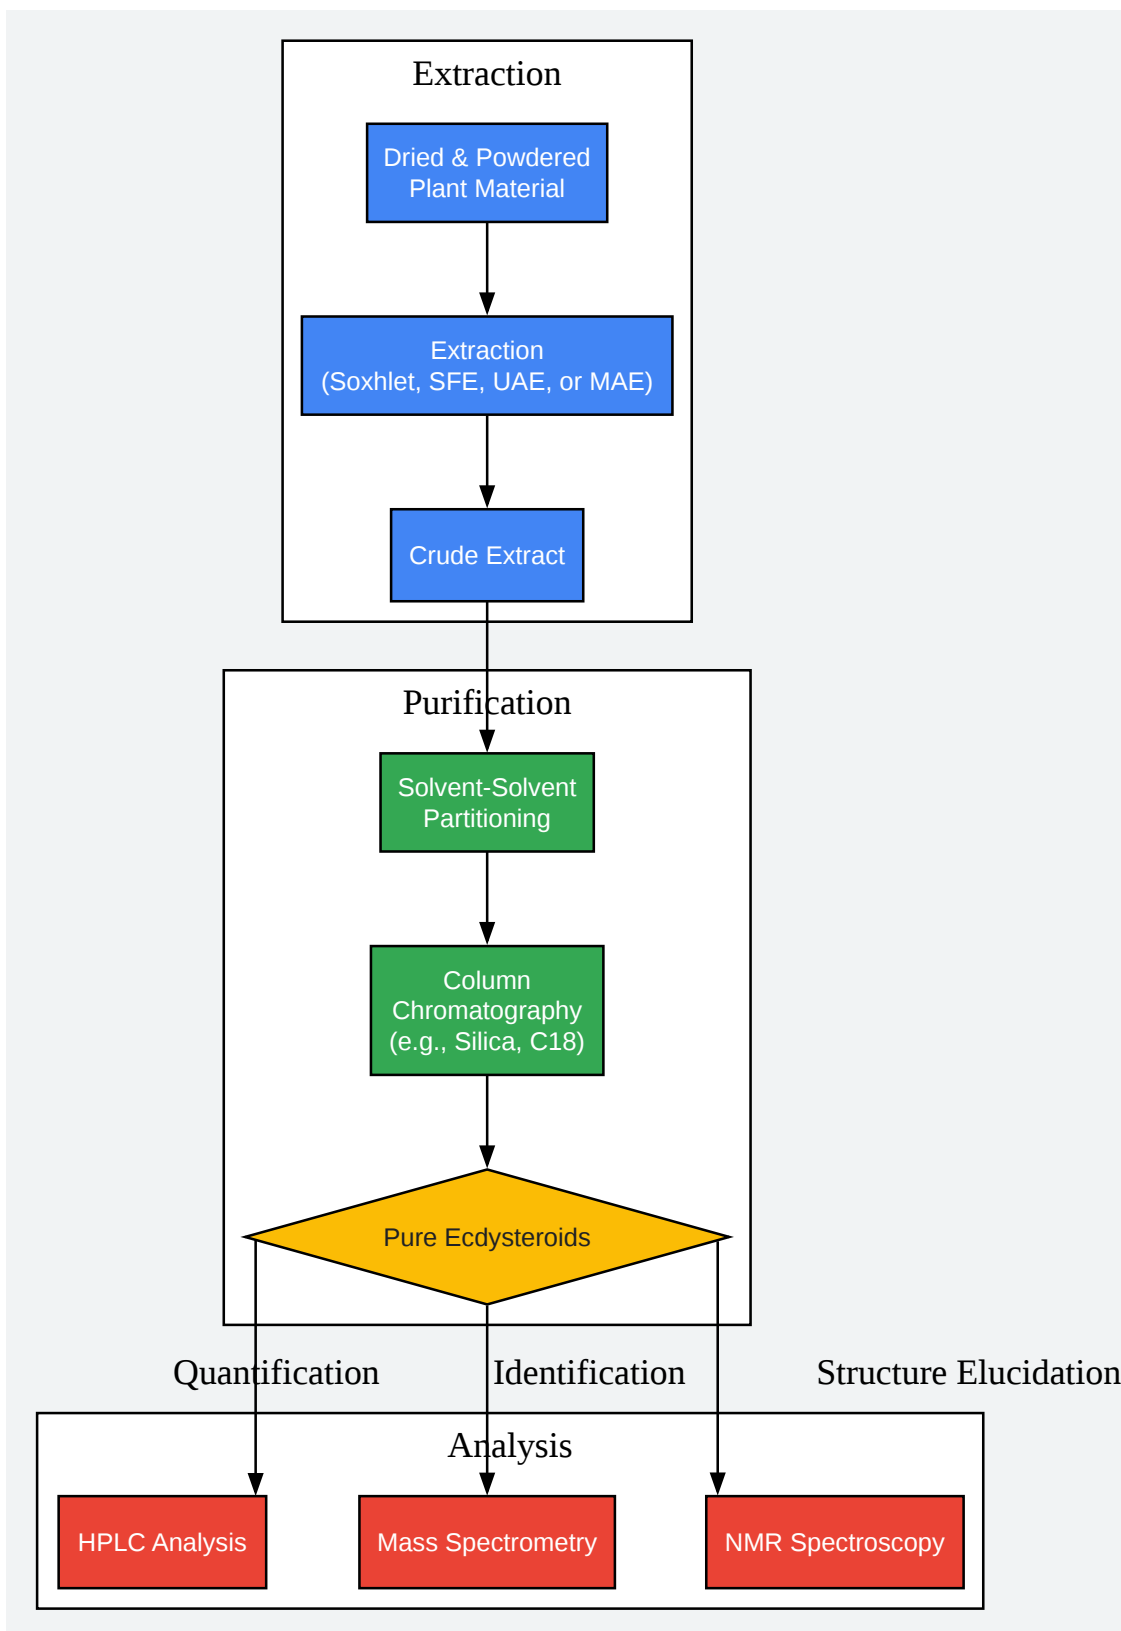 Extraction
Dried & Powdered
Plant Material
Extraction
(Soxhlet, SFE, UAE, or MAE)
Crude Extract
Purification
Solvent-Solvent
Partitioning
Column
Chromatography
(e.g., Silica, C18)
Pure Ecdysteroids
Quantification
Identification
Structure Elucidation
Analysis
HPLC Analysis
Mass Spectrometry
NMR Spectroscopy